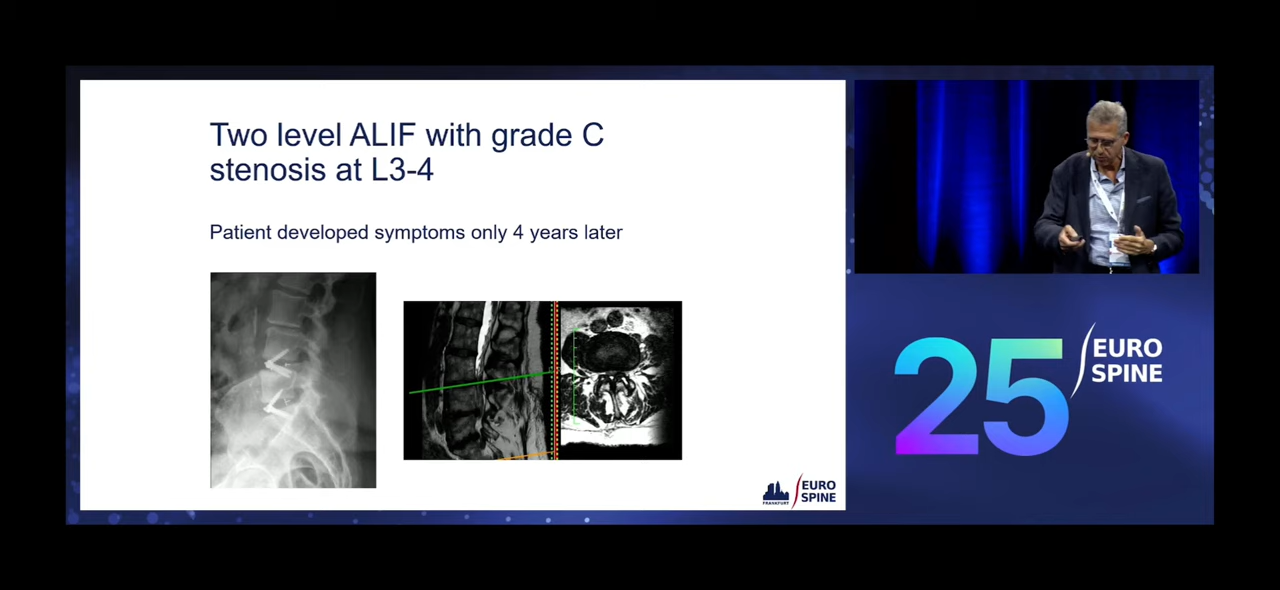 Two level ALIF with grade C
stenosis at L3-4
Patient developed symptoms only 4 years later
FRANKFURT
EURO
SPINE
25
EURO
SPINE